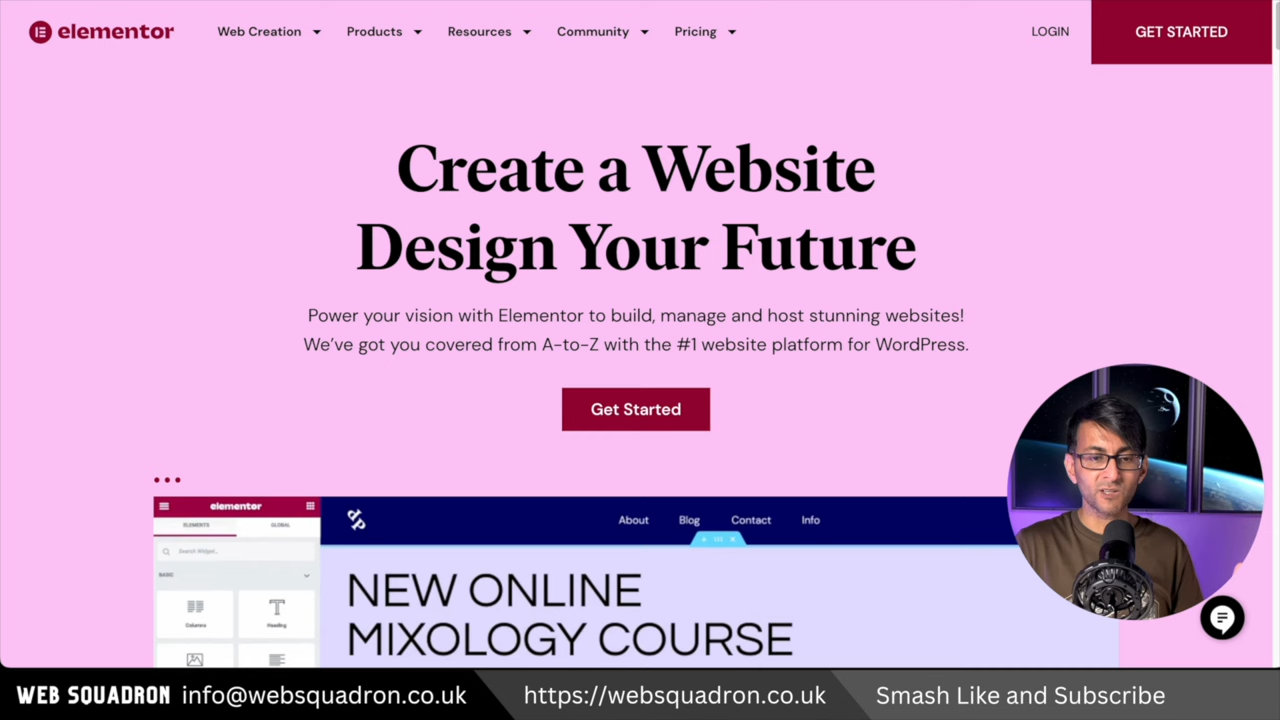 elementor
Web Creation
Products
Resources
Community
Pricing
LOGIN
GET STARTED
Create a Website
Design Your Future
Power your vision with Elementor to build, manage and host stunning websites!
We've got you covered from A-to-Z with the #1 website platform for WordPress.
Get Started
elementor
ELEMENTS
GLOBAL
Search Widget...
BASIC
Columns
Heading
About
Blog
Contact
Info
NEW ONLINE
MIXOLOGY COURSE
WEB SQUADRON
info@websquadron.co.uk
https://websquadron.co.uk
Smash Like and Subscribe